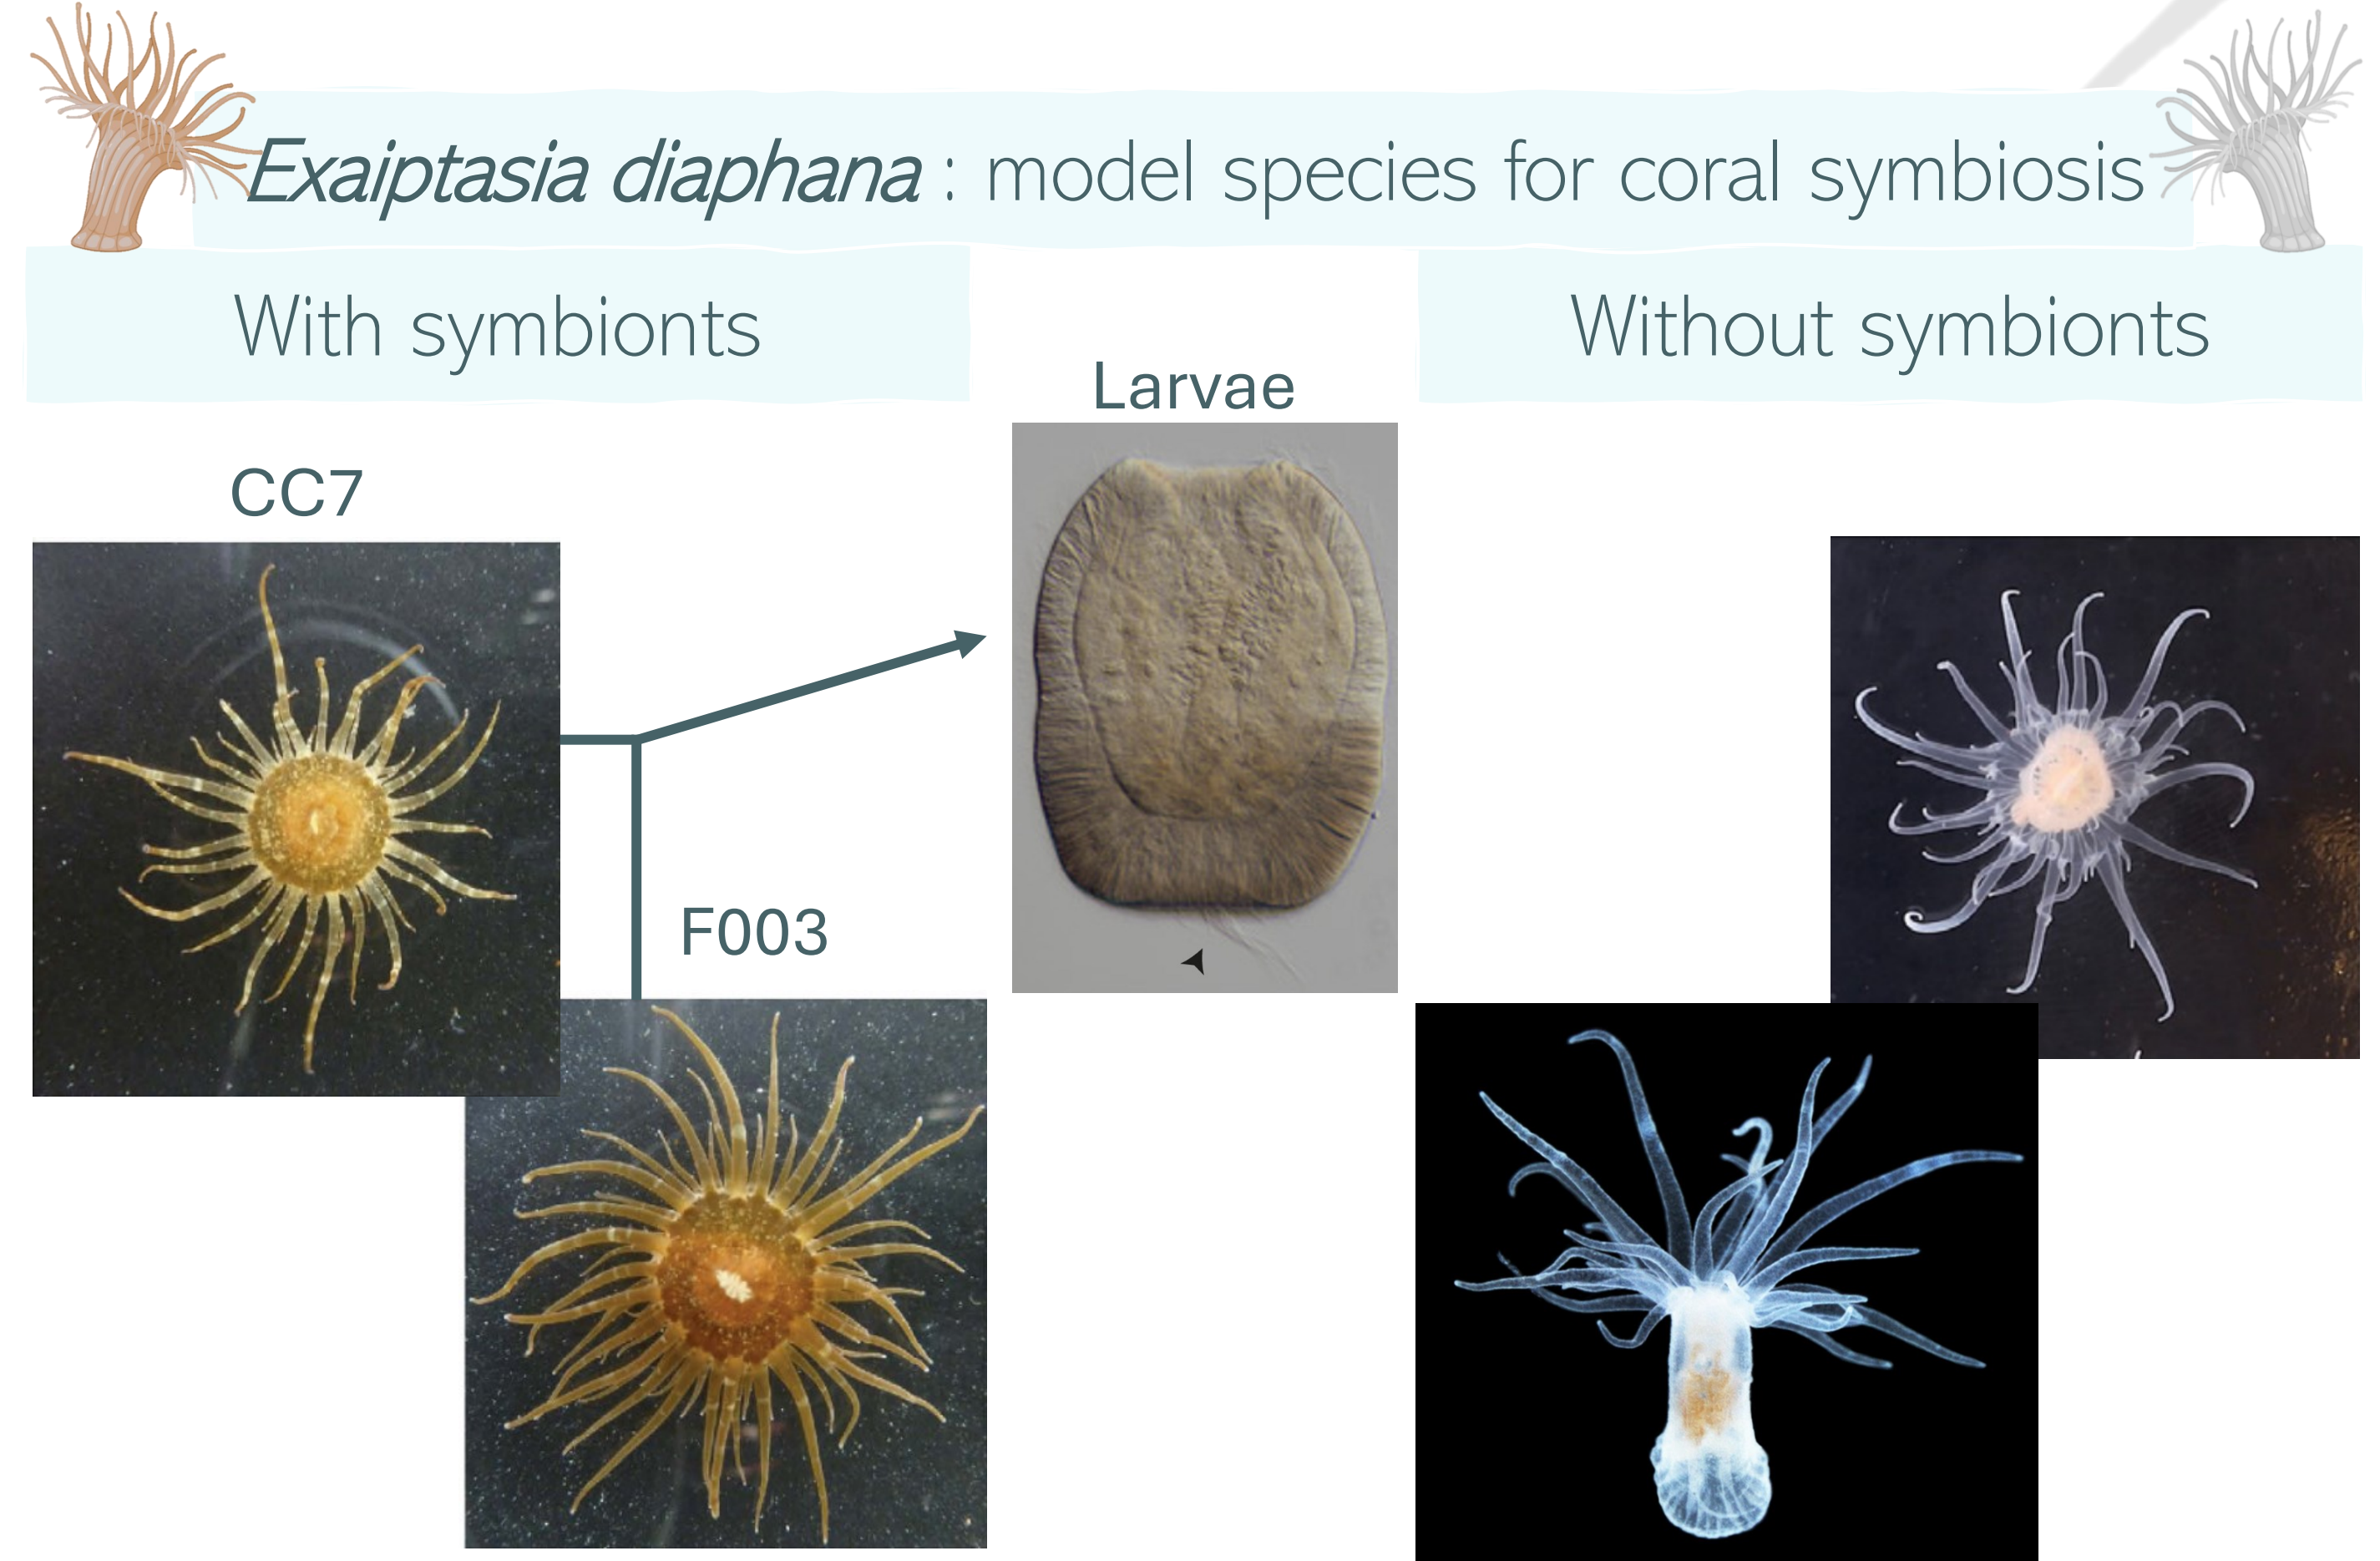 Exaiptasia diaphana : model species for coral symbiosis
With symbionts
Without symbionts
Larvae
CC7
F003